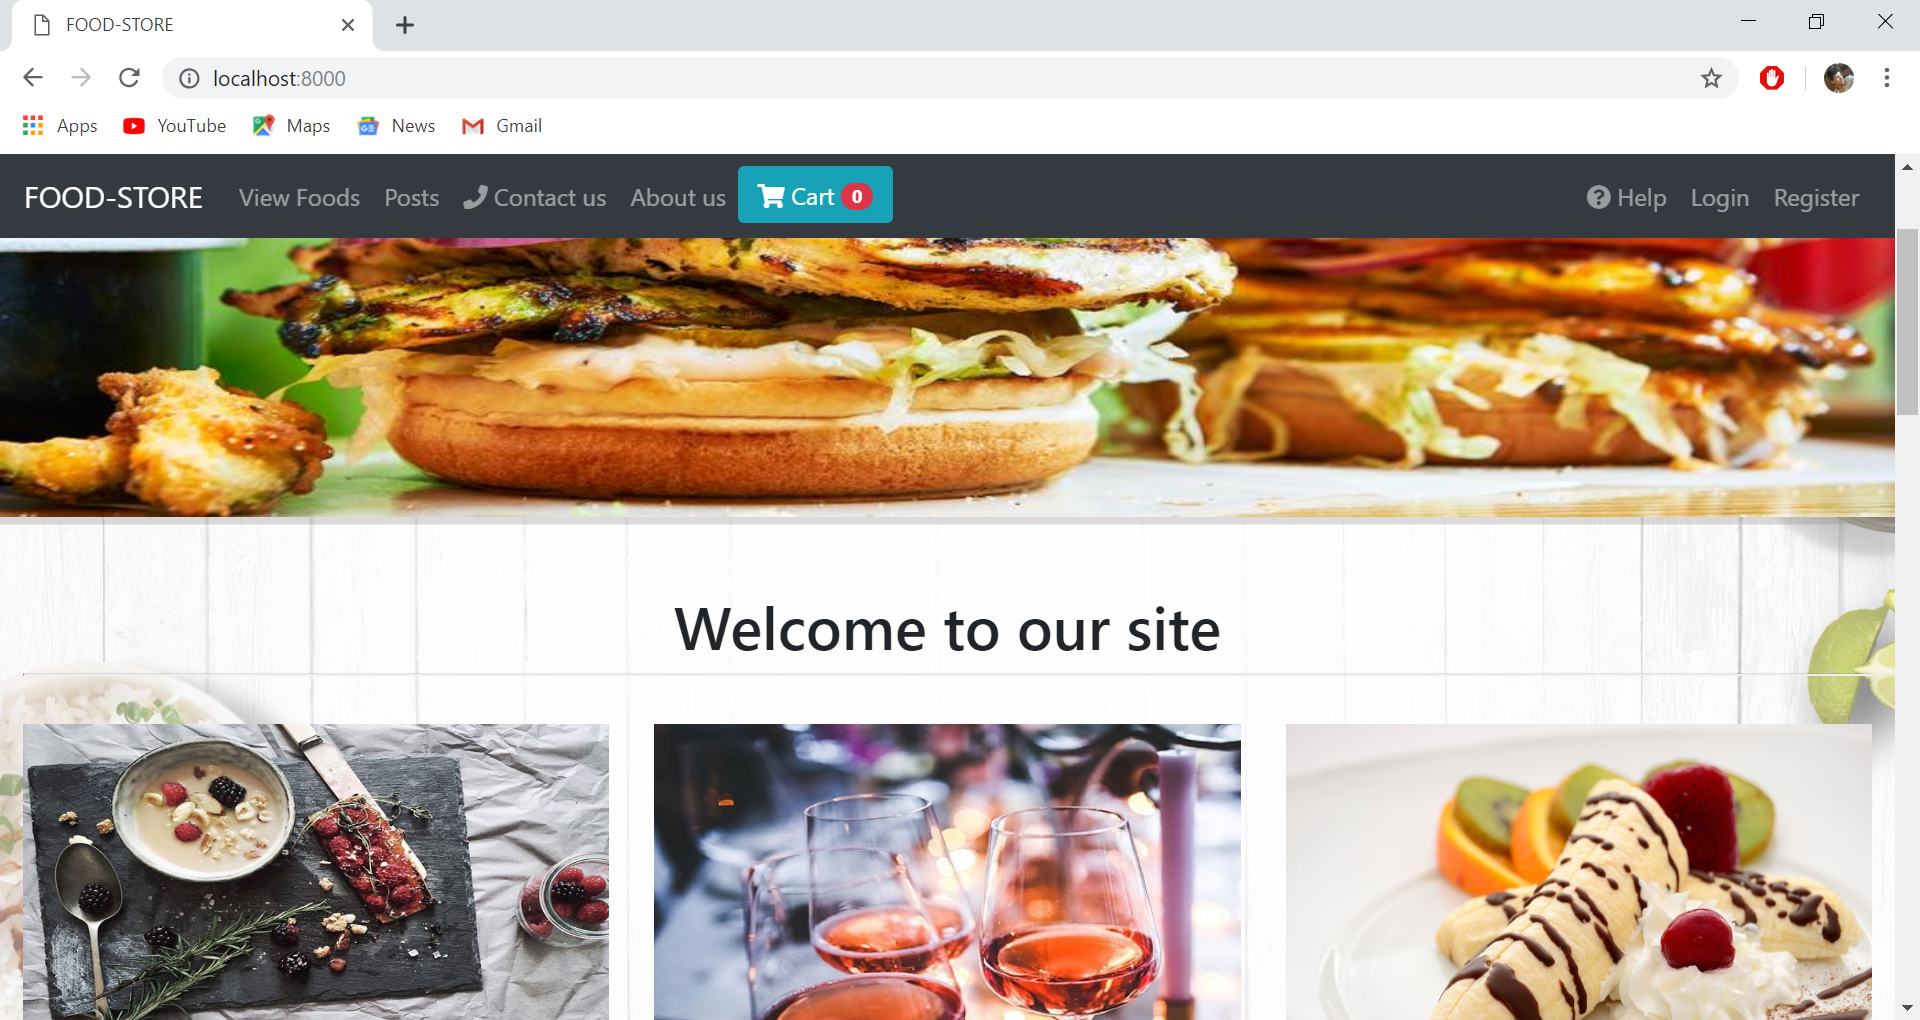 FOOD-STORE
localhost:8000
Apps YouTube Maps News Gmail
FOOD-STORE View Foods Posts Contact us About us Cart 0 Help Login Register
Welcome to our site